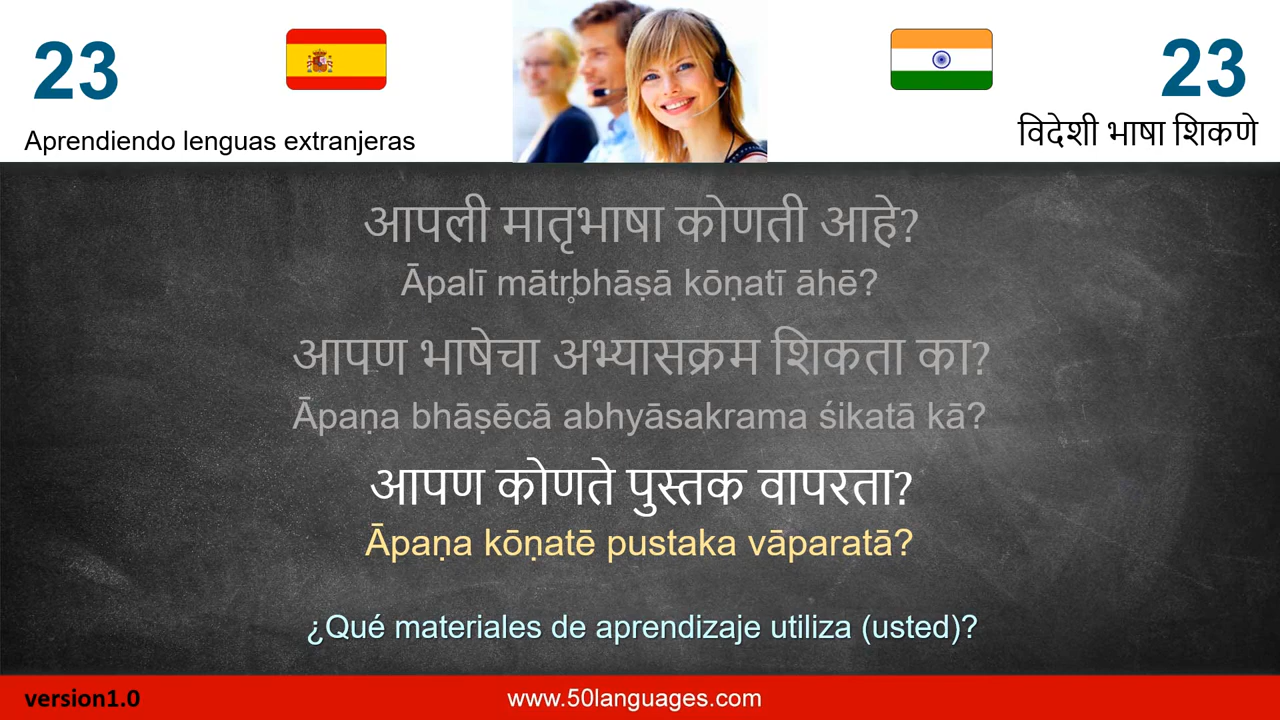 23
23
Aprendiendo lenguas extranjeras
विदेशी भाषा शिकणे
आपली मातृभाषा कोणती आहे?
Āpalī mātr̥bhāṣā kōṇatī āhē?
आपण भाषेचा अभ्यासक्रम शिकता का?
Āpaṇa bhāṣēcā abhyāsakrama śikatā kā?
आपण कोणते पुस्तक वापरता?
Āpaṇa kōṇatē pustaka vāparatā?
¿Qué materiales de aprendizaje utiliza (usted)?
version1.0
www.50languages.com